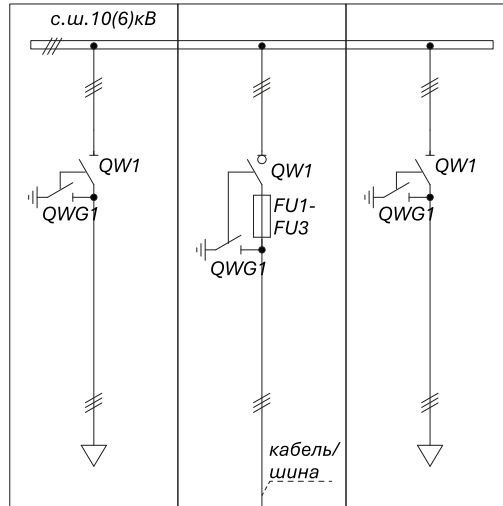 с.ш.10(6)кВ
QW1
QWG1
QW1
FU1-
FU3
QWG1
кабель/
шина
QW1
QWG1